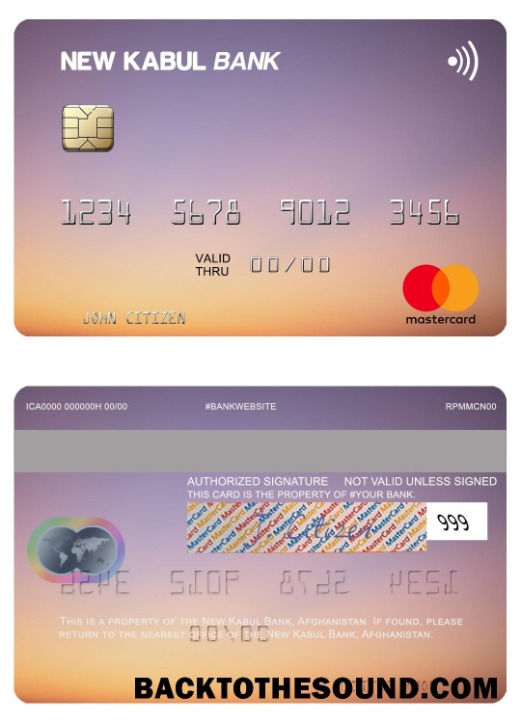 NEW KABUL BANK
1234 5678 9012 3456
VALID
THRU
00/00
JOHN CITIZEN
mastercard
ICA0000 000000H 00/00 #BANKWEBSITE RPMMCN00
AUTHORIZED SIGNATURE NOT VALID UNLESS SIGNED
THIS CARD IS THE PROPERTY OF #YOUR BANK.
999
THIS IS A PROPERTY OF THE NEW KABUL BANK, AFGHANISTAN. IF FOUND, PLEASE
RETURN TO THE NEAREST OFFICE OF THE NEW KABUL BANK, AFGHANISTAN.
BACKTOTHESOUND.COM